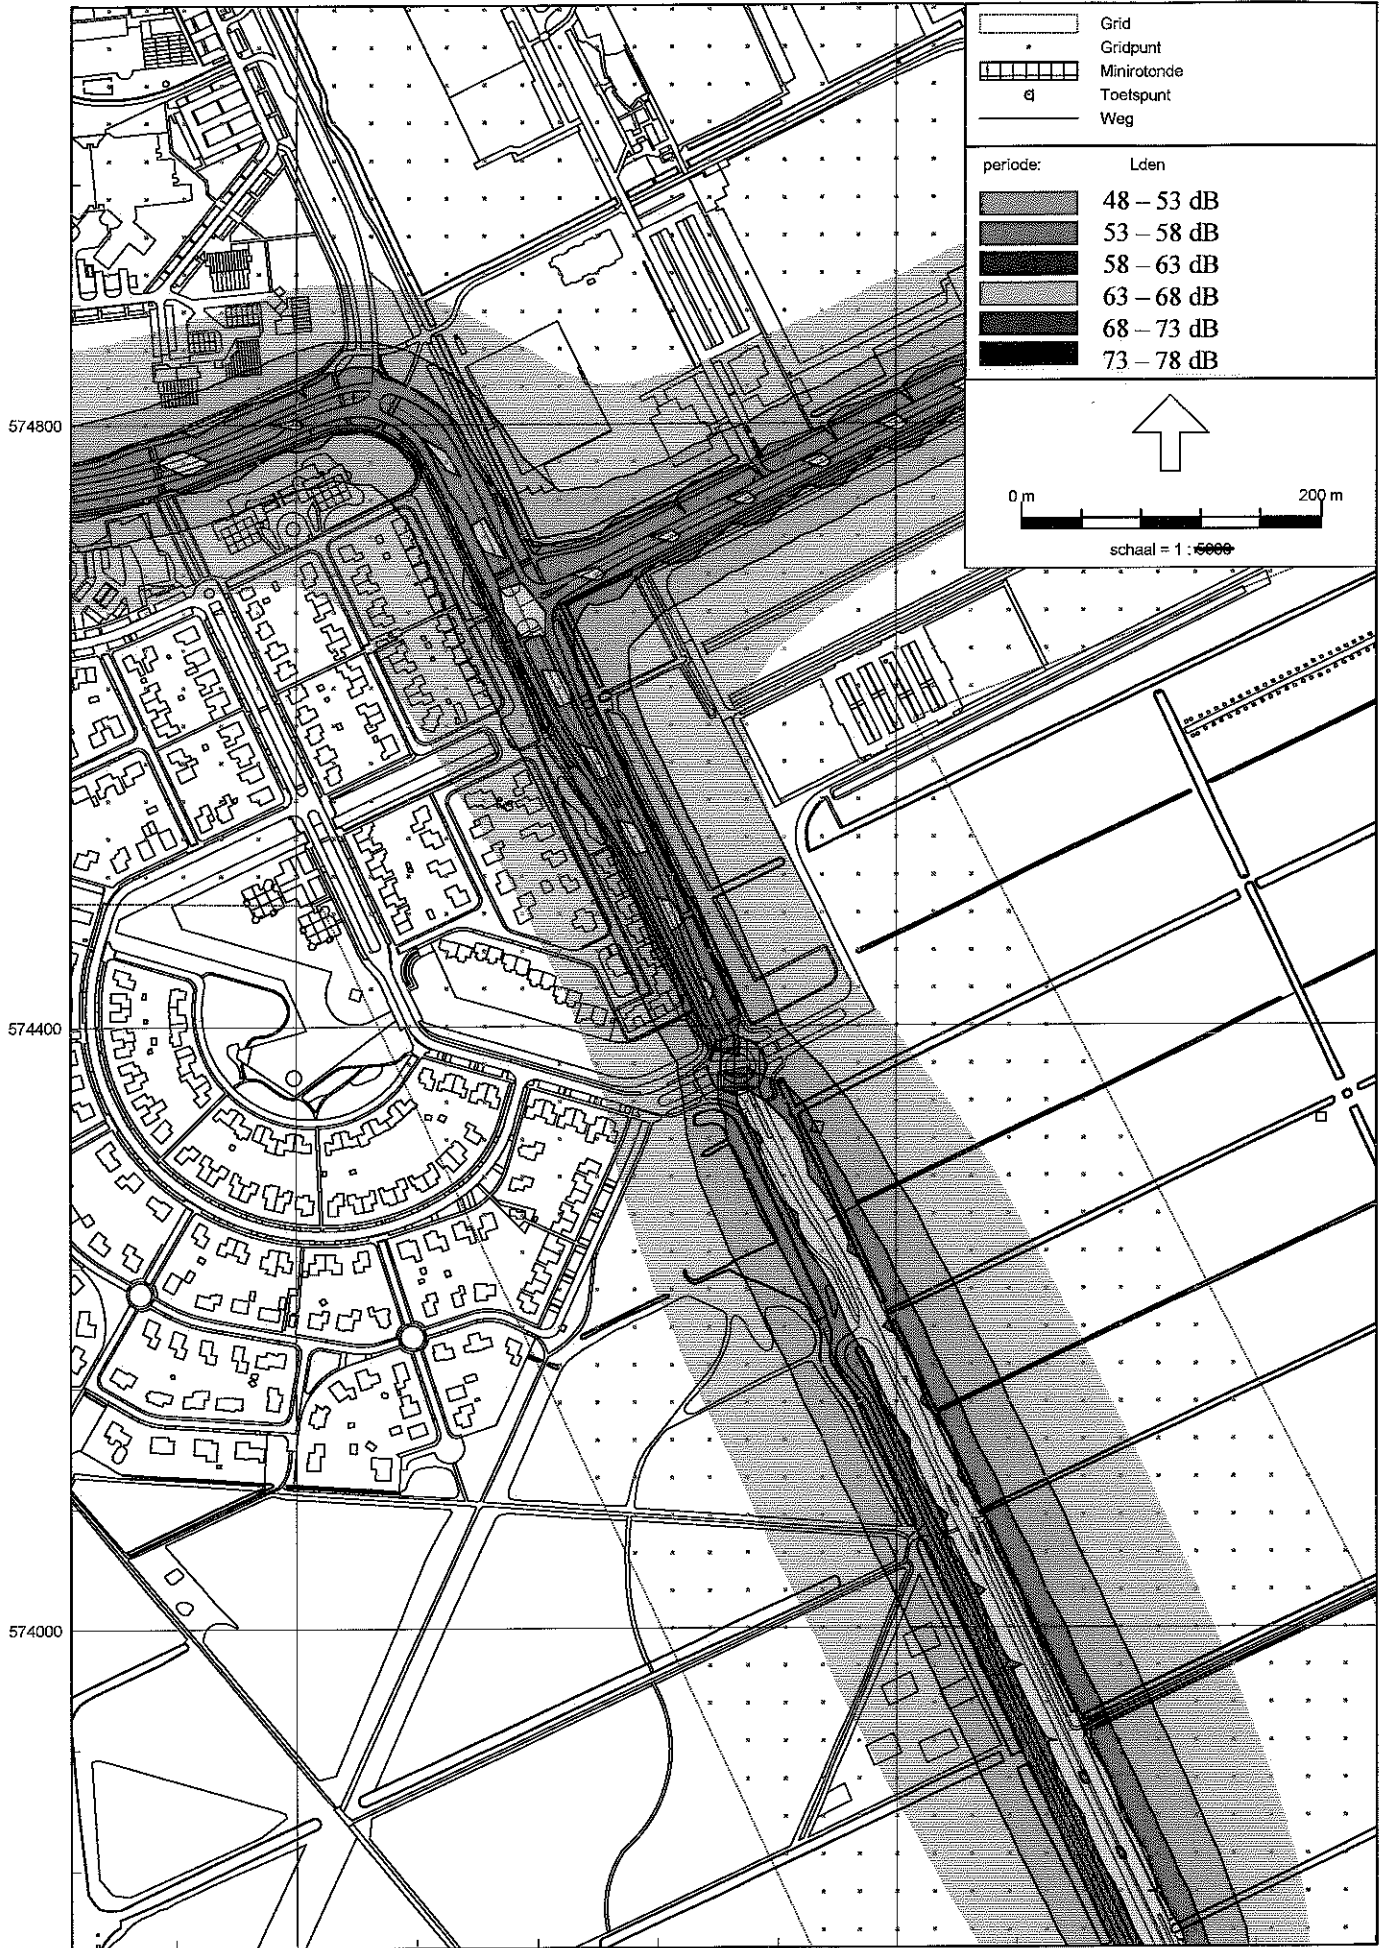 Grid
Gridpunt
Minirotonde
Toetspunt
Weg
periode: Lden
48 – 53 dB
53 – 58 dB
58 – 63 dB
63 – 68 dB
68 – 73 dB
73 – 78 dB
0 m 200 m
schaal = 1 : 5000
574800
574400
574000